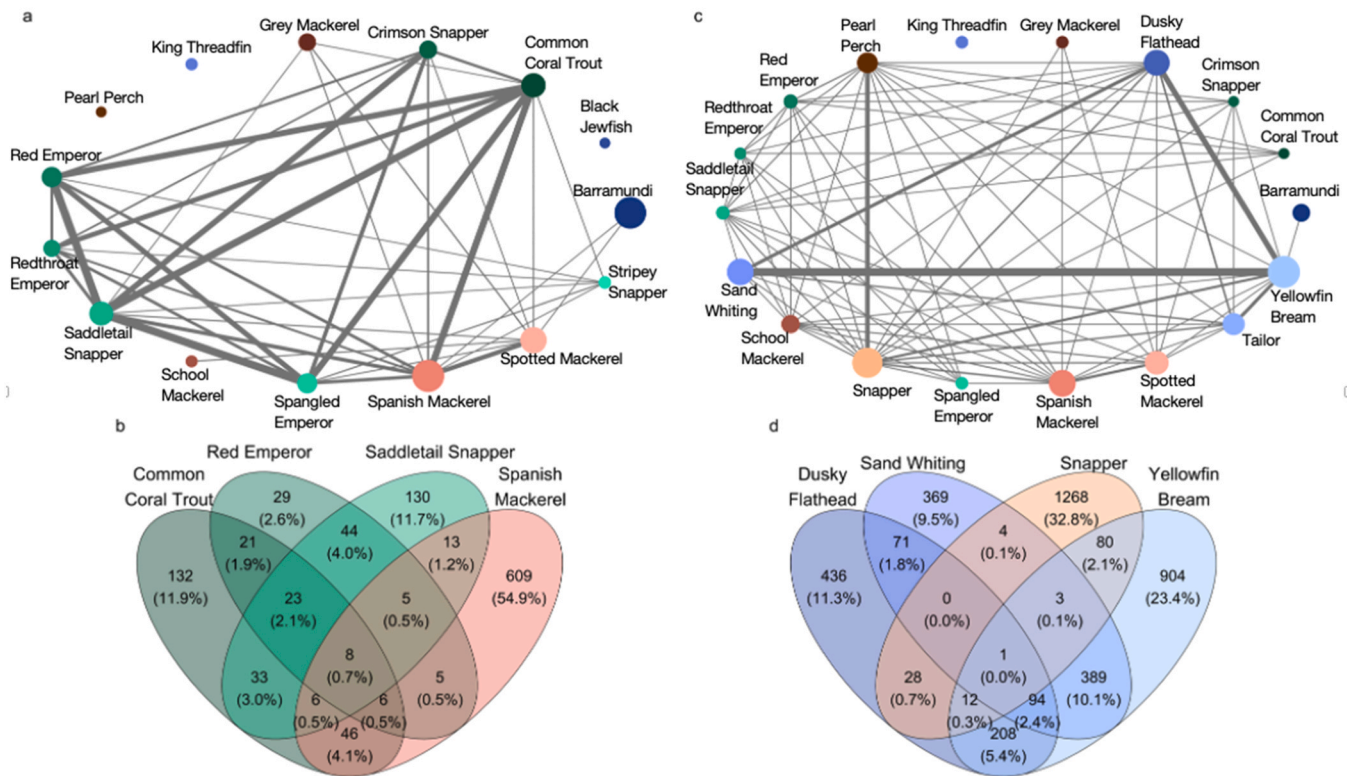 a
Grey Mackerel
Crimson Snapper
King Threadfin
Common
Coral Trout
Pearl Perch
Black
Jewfish
Red Emperor
Barramundi
Redthroat
Emperor
Stripey
Snapper
Saddletail
Snapper
Spotted Mackerel
School
Mackerel
Spangled
Emperor
Spanish Mackerel
b
Red Emperor
Saddletail Snapper
Common
Coral Trout
Spanish
Mackerel
29
(2.6%)
130
(11.7%)
44
(4.0%)
21
(1.9%)
13
(1.2%)
132
(11.9%)
609
(54.9%)
23
(2.1%)
5
(0.5%)
8
(0.7%)
33
(3.0%)
5
(0.5%)
6
(0.5%)
6
(0.5%)
46
(4.1%)
c
Pearl
Perch
King Threadfin
Grey Mackerel
Dusky
Flathead
Red
Emperor
Crimson
Snapper
Redthroat
Emperor
Common
Coral Trout
Saddletail
Snapper
Barramundi
Sand
Whiting
Yellowfin
Bream
School
Mackerel
Tailor
Snapper
Spangled
Emperor
Spanish
Mackerel
Spotted
Mackerel
d
Sand Whiting
Snapper
Dusky
Flathead
Yellowfin
Bream
369
(9.5%)
1268
(32.8%)
4
(0.1%)
71
(1.8%)
80
(2.1%)
436
(11.3%)
904
(23.4%)
0
(0.0%)
3
(0.1%)
1
(0.0%)
28
(0.7%)
389
(10.1%)
12
(0.3%)
94
(2.4%)
208
(5.4%)